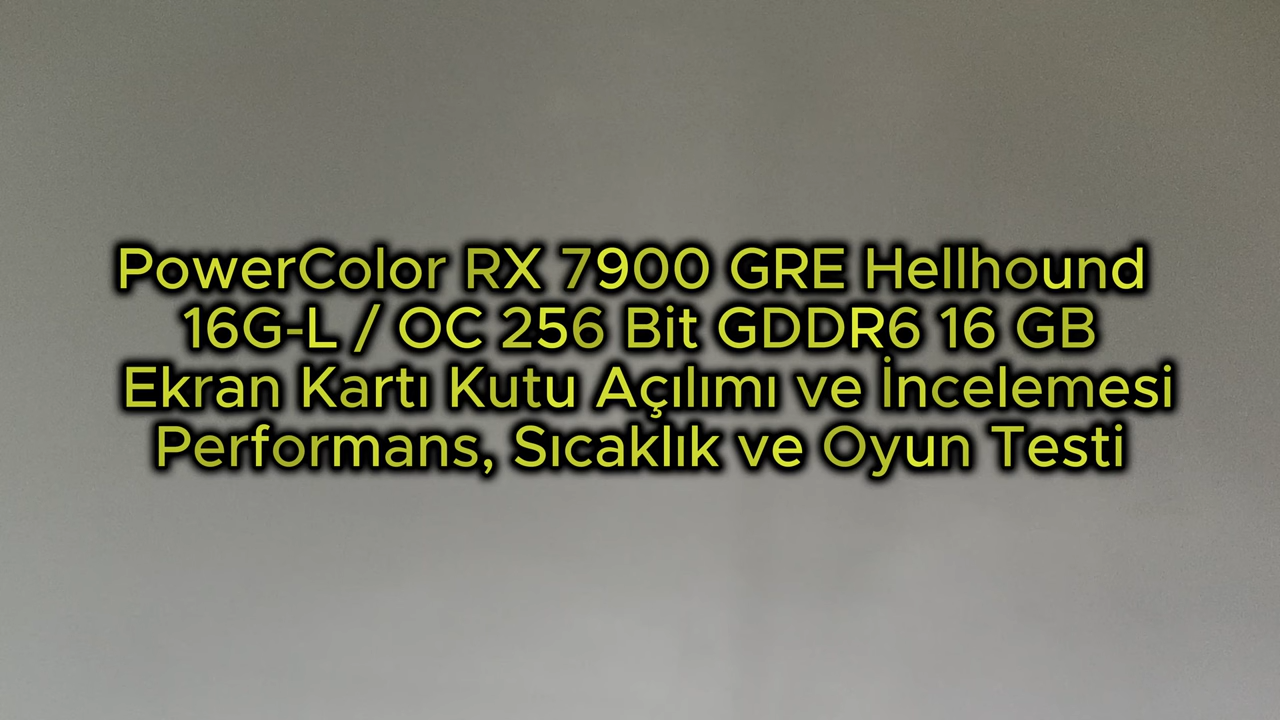 PowerColor RX 7900 GRE Hellhound
16G-L / OC 256 Bit GDDR6 16 GB
Ekran Kartı Kutu Açılımı ve İncelemesi
Performans, Sıcaklık ve Oyun Testi